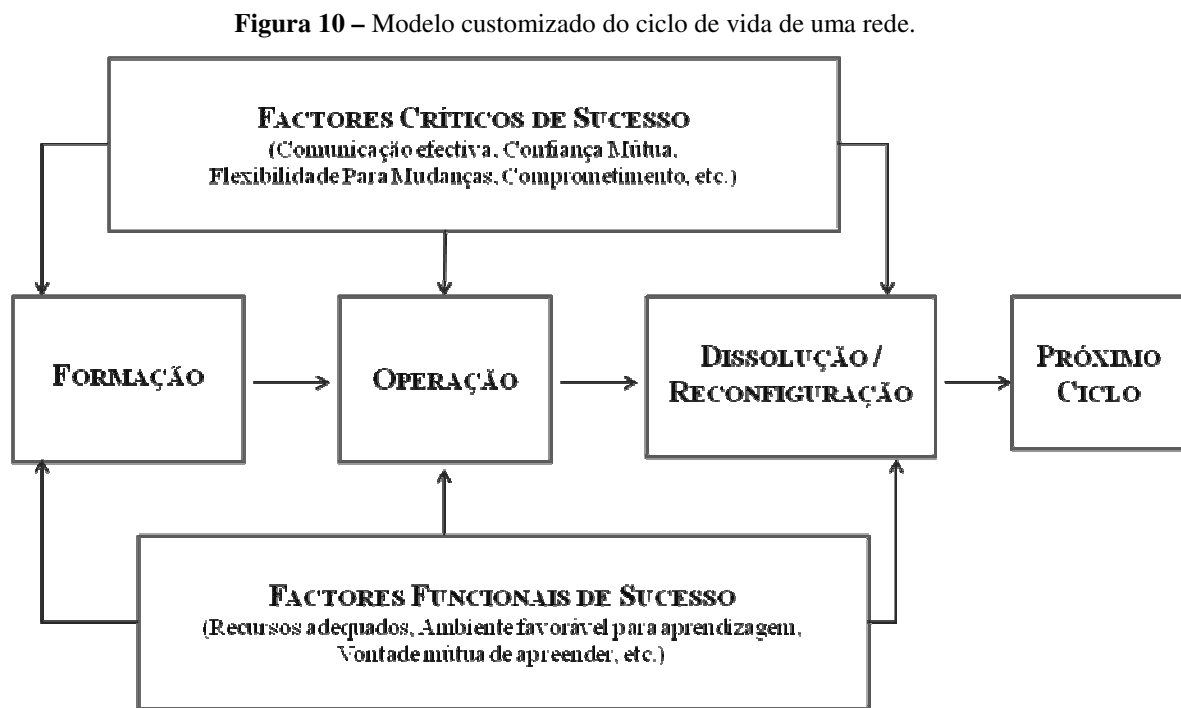 Figura 10 – Modelo customizado do ciclo de vida de uma rede.
FACTORES CRÍTICOS DE SUCESSO
(Comunicação efectiva, Confiança Mútua,
Flexibilidade Para Mudanças, Comprometimento, etc.)
FORMAÇÃO
OPERAÇÃO
DISSOLUÇÃO /
RECONFIGURAÇÃO
PRÓXIMO
CICLO
FACTORES FUNCIONAIS DE SUCESSO
(Recursos adequados, Ambiente favorável para aprendizagem,
Vontade mútua de apreender, etc.)